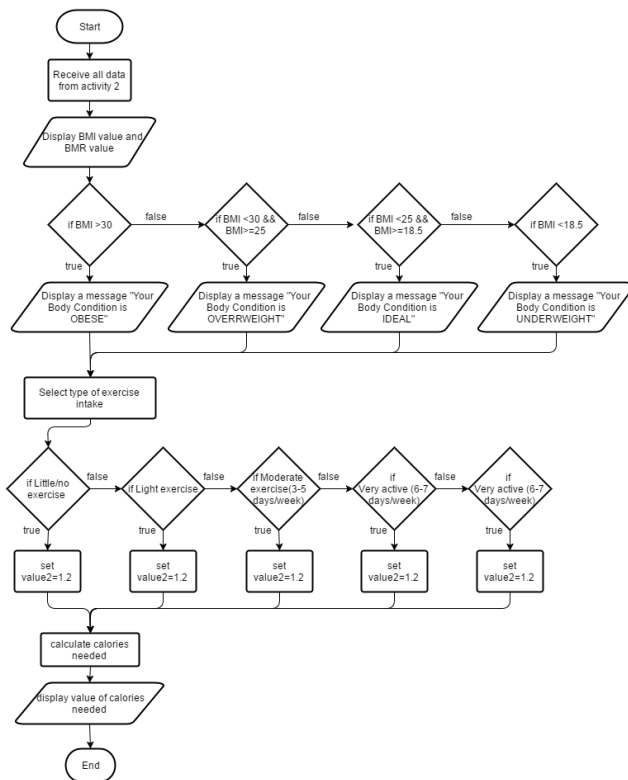 Start
Receive all data
from activity 2
Display BMI value and
BMR value
if BMI >30
false
if BMI <30 &&
BMI>=25
false
if BMI <25 &&
BMI>=18.5
false
if BMI <18.5
true
true
true
true
Display a message "Your
Body Condition is
OBESE"
Display a message "Your
Body Condition is
OVERRWEIGHT"
Display a message "Your
Body Condition is
IDEAL"
Display a message "Your
Body Condition is
UNDERWEIGHT"
Select type of exercise
intake
if Little/no
exercise
false
if Light exercise
false
if Moderate
exercise(3-5
days/week)
false
if
Very active (6-7
days/week)
false
if
Very active (6-7
days/week)
true
true
true
true
true
set
value2=1.2
set
value2=1.2
set
value2=1.2
set
value2=1.2
set
value2=1.2
calculate calories
needed
display value of calories
needed
End